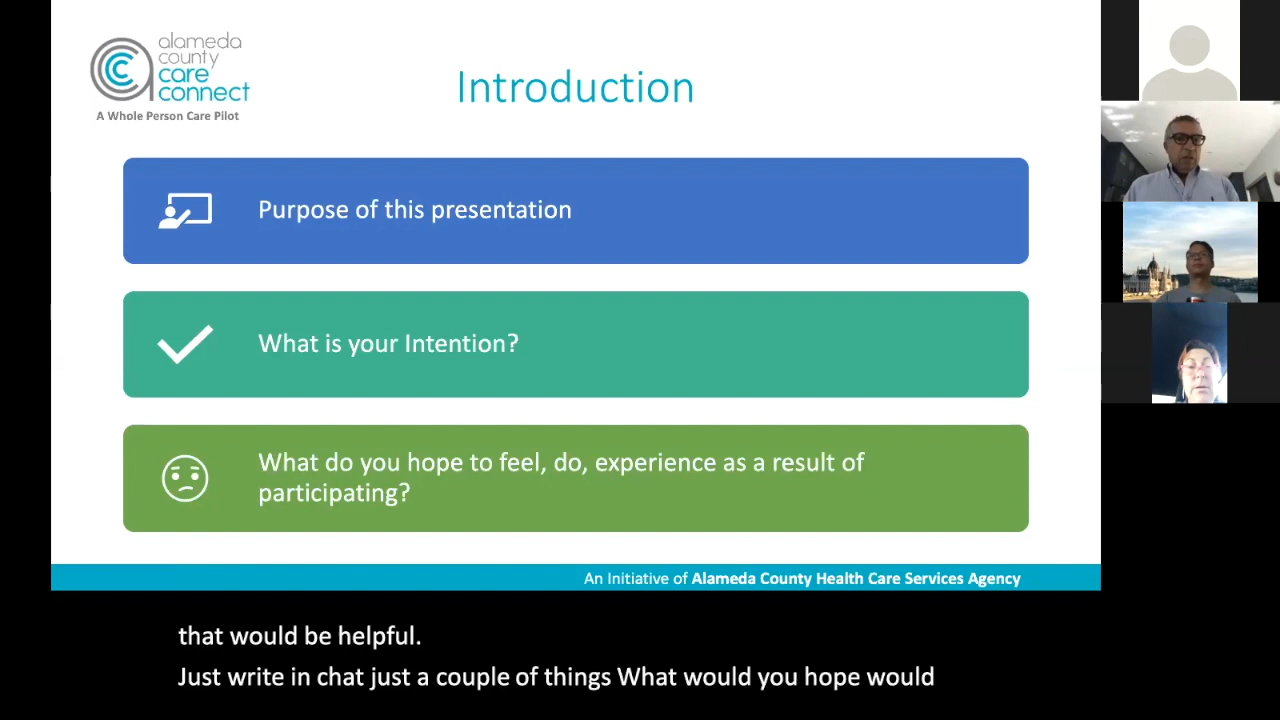 alameda
county
care
connect
A Whole Person Care Pilot
Introduction
Purpose of this presentation
What is your Intention?
What do you hope to feel, do, experience as a result of
participating?
An Initiative of Alameda County Health Care Services Agency
that would be helpful.
Just write in chat just a couple of things What would you hope would